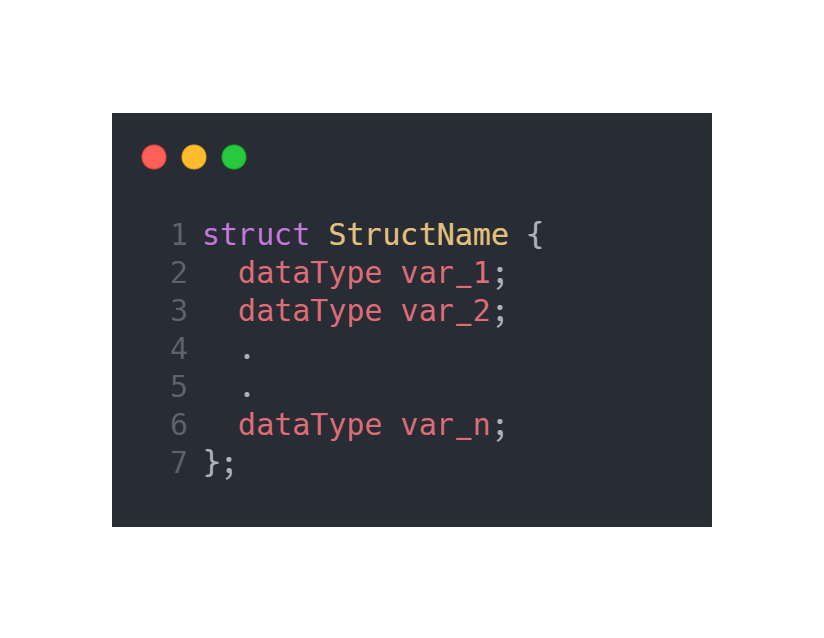 1 struct StructName {
2   dataType var_1;
3   dataType var_2;
4   .
5   .
6   dataType var_n;
7 };